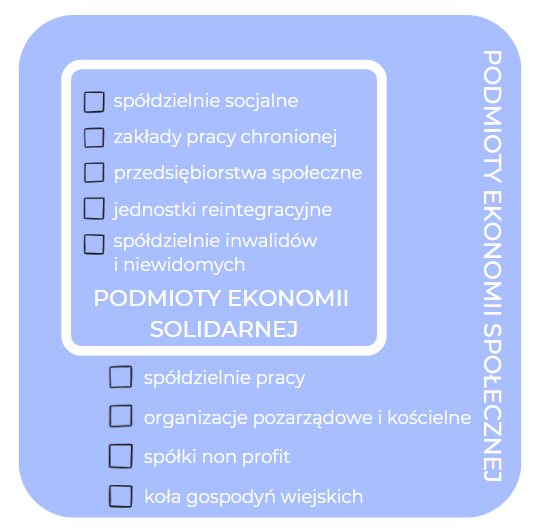 spółdzielnie socjalne
zakłady pracy chronionej
przedsiębiorstwa społeczne
jednostki reintegracyjne
spółdzielnie inwalidów
i niewidomych
PODMIOTY EKONOMII
SOLIDARNEJ
spółdzielnie pracy
organizacje pozarządowe i kościelne
spółki non profit
koła gospodyń wiejskich
PODMIOTY EKONOMII SPOŁECZNEJ